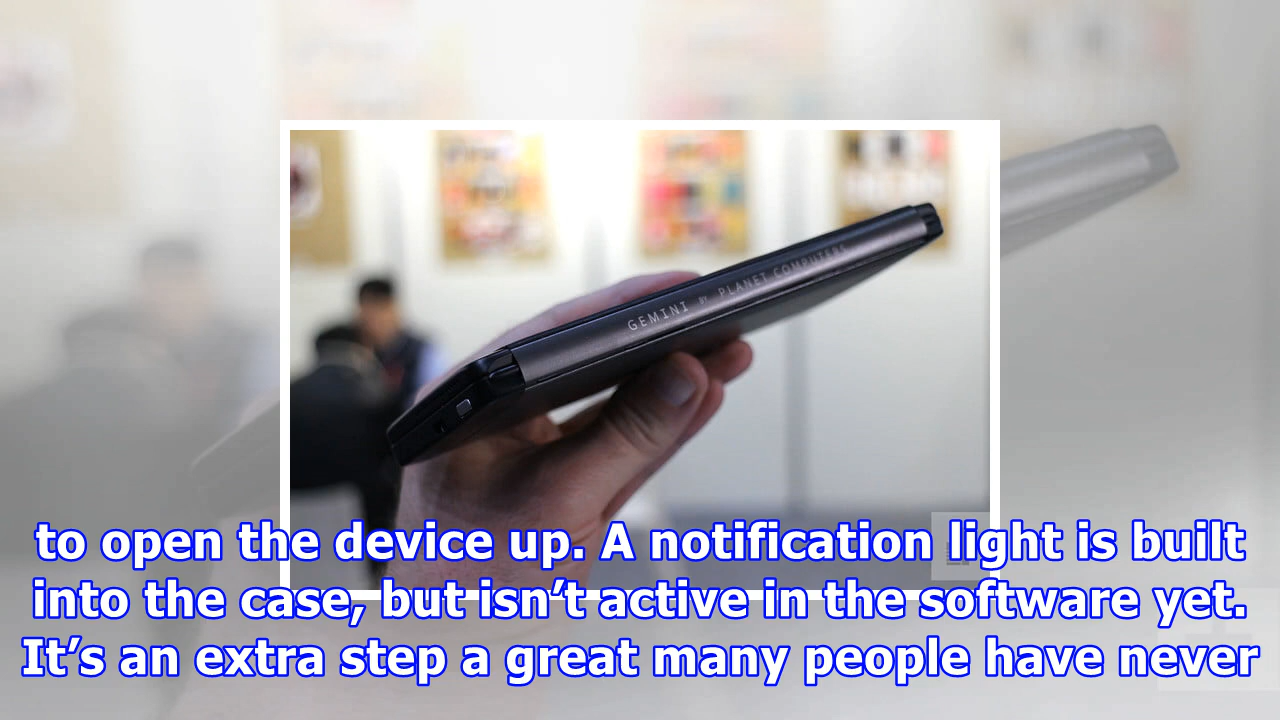 GEMINI BY PLANET COMPUTERS
to open the device up. A notification light is built
into the case, but isn’t active in the software yet.
It’s an extra step a great many people have never